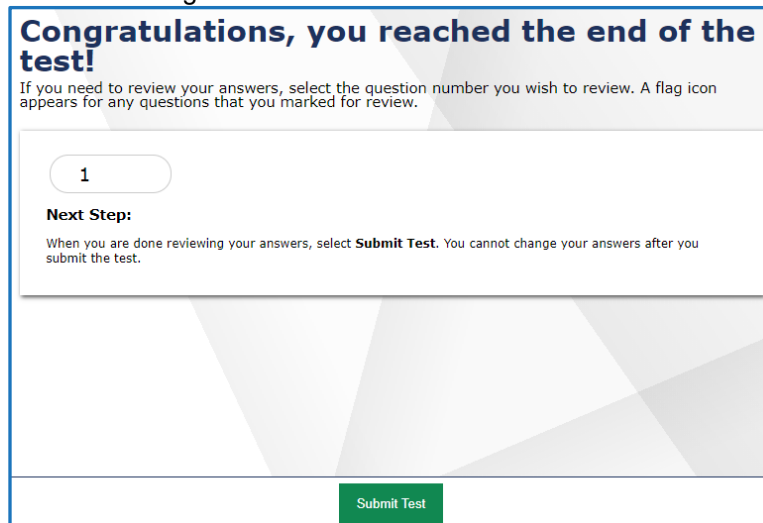 Congratulations, you reached the end of the
test!
If you need to review your answers, select the question number you wish to review. A flag icon
appears for any questions that you marked for review.
1
Next Step:
When you are done reviewing your answers, select Submit Test. You cannot change your answers after you
submit the test.
Submit Test